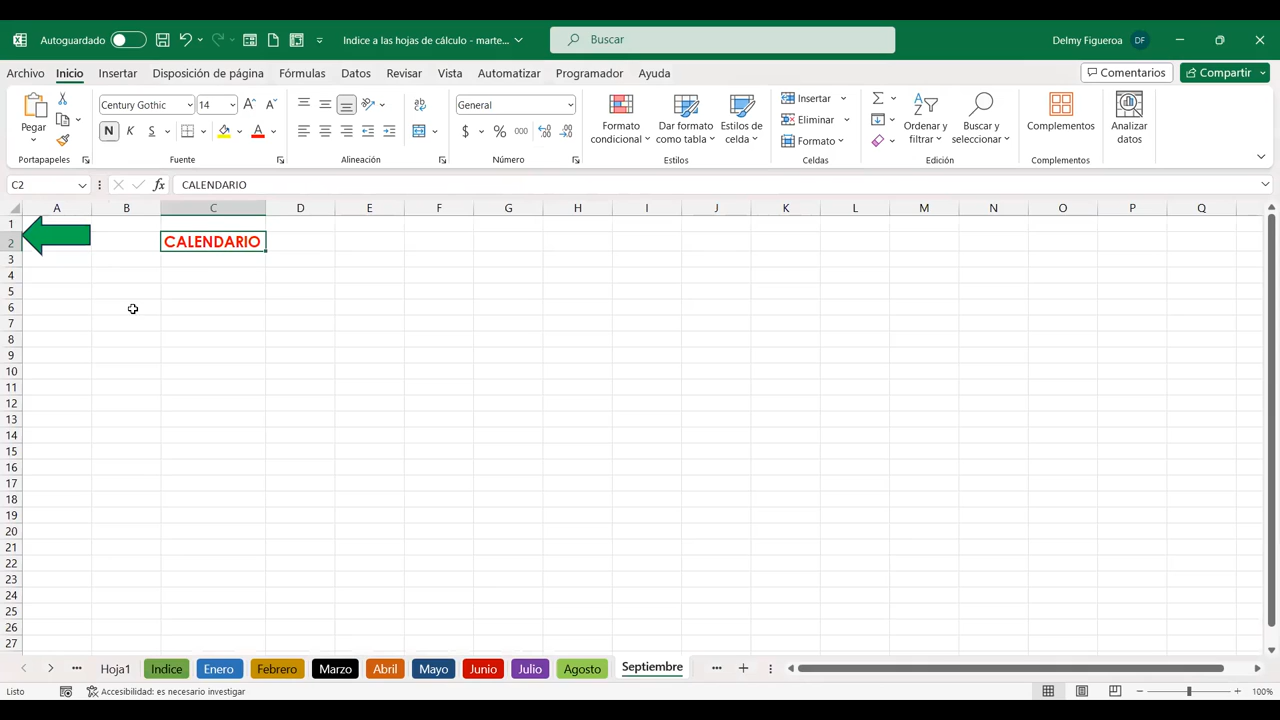 Autoguardado
Indice a las hojas de cálculo - marte...
Buscar
Delmy Figueroa DF
Archivo Inicio Insertar Disposición de página Fórmulas Datos Revisar Vista Automatizar Programador Ayuda Comentarios Compartir
Pegar
Portapapeles
Century Gothic 14
N K S A
Fuente
Alineación
General
$ % 000
Número
Formato condicional
Dar formato como tabla
Estilos de celda
Estilos
Insertar
Eliminar
Formato
Celdas
Ordenar y filtrar
Buscar y seleccionar
Edición
Complementos
Complementos
Analizar datos
C2 fx CALENDARIO
A B C D E F G H I J K L M N O P Q
1
2 CALENDARIO
3
4
5
6
7
8
9
10
11
12
13
14
15
16
17
18
19
20
21
22
23
24
25
26
27
Hoja1 Indice Enero Febrero Marzo Abril Mayo Junio Julio Agosto Septiembre
Listo Accesibilidad: es necesario investigar 100%